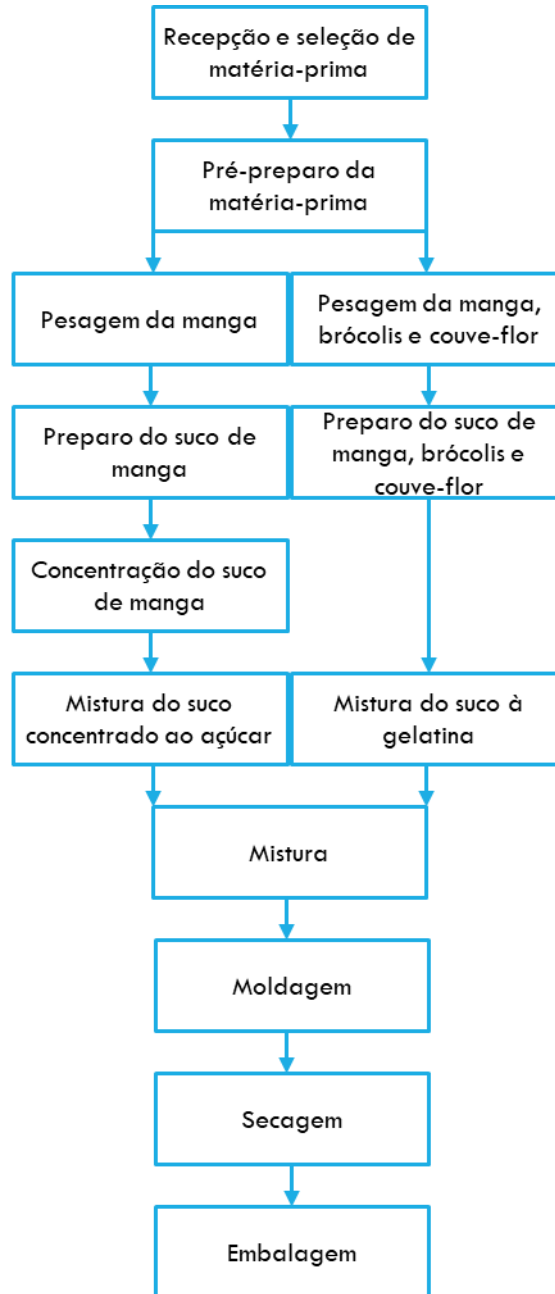 Recepção e seleção de
matéria-prima
Pré-preparo da
matéria-prima
Pesagem da manga
Pesagem da manga,
brócolis e couve-flor
Preparo do suco de
manga
Preparo do suco de
manga, brócolis e
couve-flor
Concentração do suco
de manga
Mistura do suco
concentrado ao açúcar
Mistura do suco à
gelatina
Mistura
Moldagem
Secagem
Embalagem